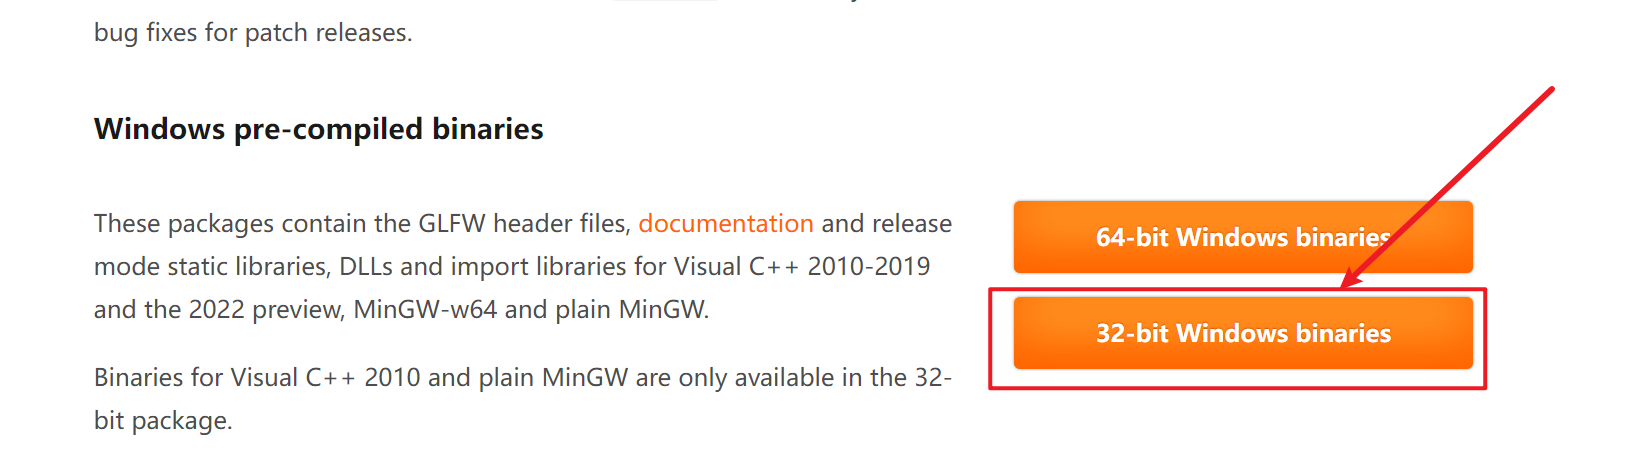 bug fixes for patch releases.
Windows pre-compiled binaries
These packages contain the GLFW header files, documentation and release
mode static libraries, DLLs and import libraries for Visual C++ 2010-2019
and the 2022 preview, MinGW-w64 and plain MinGW.
Binaries for Visual C++ 2010 and plain MinGW are only available in the 32-
bit package.
64-bit Windows binaries
32-bit Windows binaries